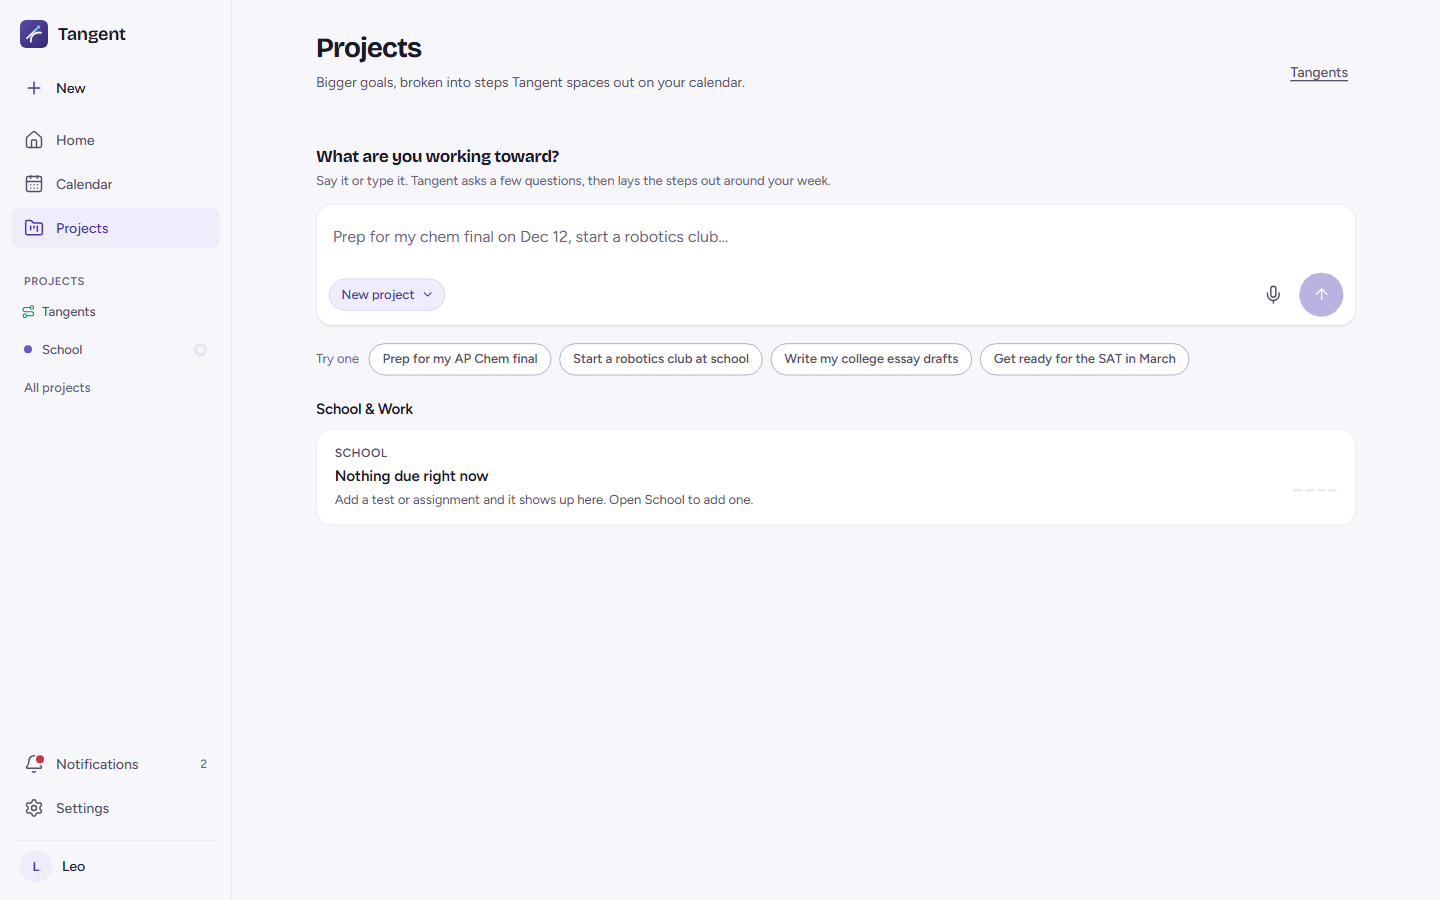 Tangent
New
Home
Calendar
Projects
PROJECTS
Tangents
School
All projects
Notifications 2
Settings
L Leo
Projects
Bigger goals, broken into steps Tangent spaces out on your calendar.
Tangents
What are you working toward?
Say it or type it. Tangent asks a few questions, then lays the steps out around your week.
Prep for my chem final on Dec 12, start a robotics club...
New project
Try one Prep for my AP Chem final Start a robotics club at school Write my college essay drafts Get ready for the SAT in March
School & Work
SCHOOL
Nothing due right now
Add a test or assignment and it shows up here. Open School to add one.